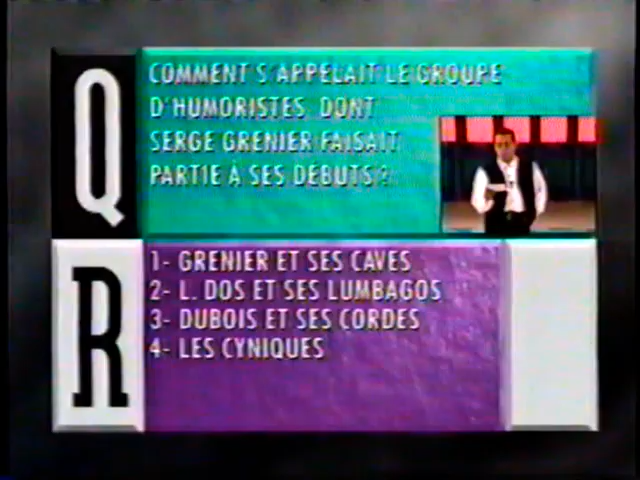 Q
COMMENT S'APPELAIT LE GROUPE
D'HUMORISTES, DONT
SERGE GRENIER FAISAIT
PARTIE À SES DÉBUTS?
R
1- GRENIER ET SES CAVES
2- L. DOS ET SES LUMBAGOS
3- DUBOIS ET SES CORDES
4- LES CYNIQUES